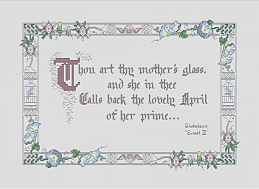 Thou art thy mother's glass,
and she in thee
Calls back the lovely April
of her prime...
Shakespeare
"Sonnet III"